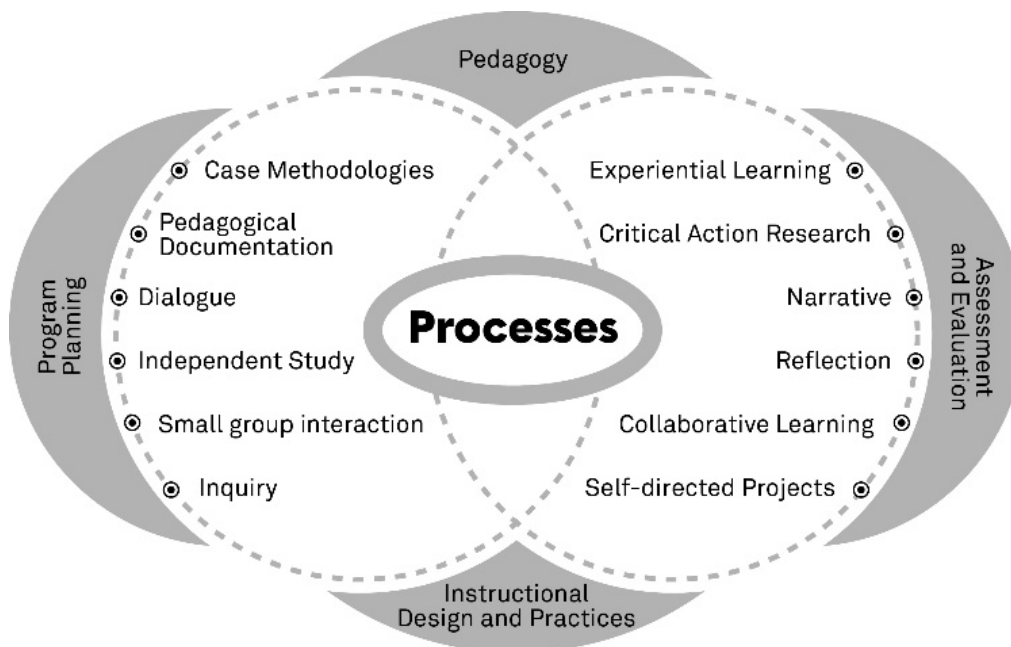 Pedagogy
Program
Planning
Case Methodologies
Pedagogical
Documentation
Dialogue
Independent Study
Small group interaction
Inquiry
Processes
Experiential Learning
Critical Action Research
Narrative
Reflection
Collaborative Learning
Self-directed Projects
Assessment
and Evaluation
Instructional
Design and Practices